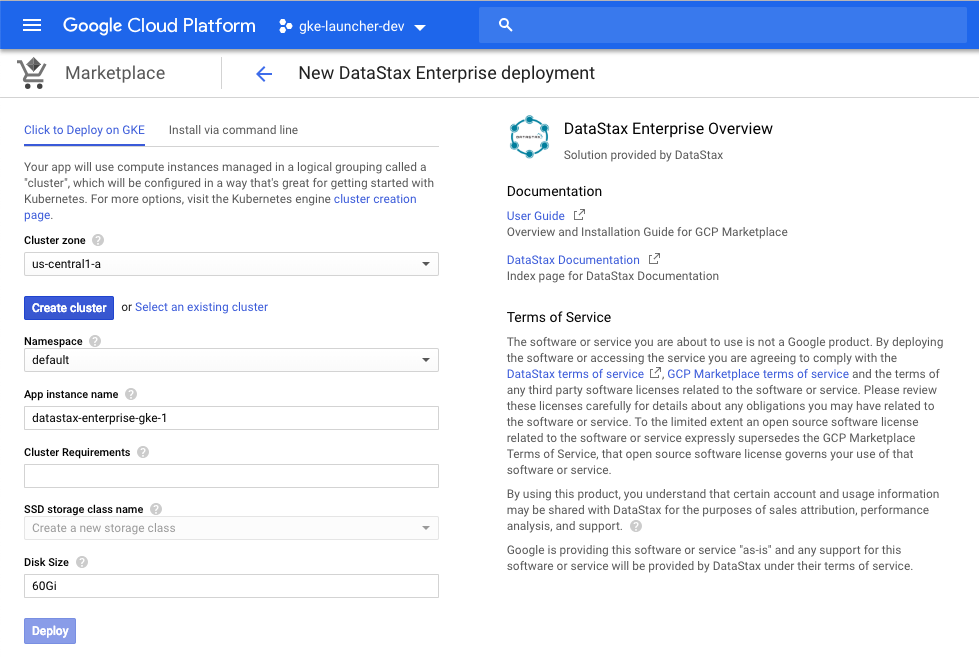 Google Cloud Platform
gke-launcher-dev
Marketplace
New DataStax Enterprise deployment
Click to Deploy on GKE
Install via command line
Your app will use compute instances managed in a logical grouping called a
"cluster", which will be configured in a way that's great for getting started with
Kubernetes. For more options, visit the Kubernetes engine cluster creation
page.
Cluster zone ?
us-central1-a
Create cluster or Select an existing cluster
Namespace ?
default
App instance name ?
datastax-enterprise-gke-1
Cluster Requirements ?
SSD storage class name ?
Create a new storage class
Disk Size ?
60Gi
Deploy
DATASTAX
DataStax Enterprise Overview
Solution provided by DataStax
Documentation
User Guide
Overview and Installation Guide for GCP Marketplace
DataStax Documentation
Index page for DataStax Documentation
Terms of Service
The software or service you are about to use is not a Google product. By deploying
the software or accessing the service you are agreeing to comply with the
DataStax terms of service , GCP Marketplace terms of service and the terms of
any third party software licenses related to the software or service. Please review
these licenses carefully for details about any obligations you may have related to
the software or service. To the limited extent an open source software license
related to the software or service expressly supersedes the GCP Marketplace
Terms of Service, that open source software license governs your use of that
software or service.
By using this product, you understand that certain account and usage information
may be shared with DataStax for the purposes of sales attribution, performance
analysis, and support. ?
Google is providing this software or service "as-is" and any support for this
software or service will be provided by DataStax under their terms of service.